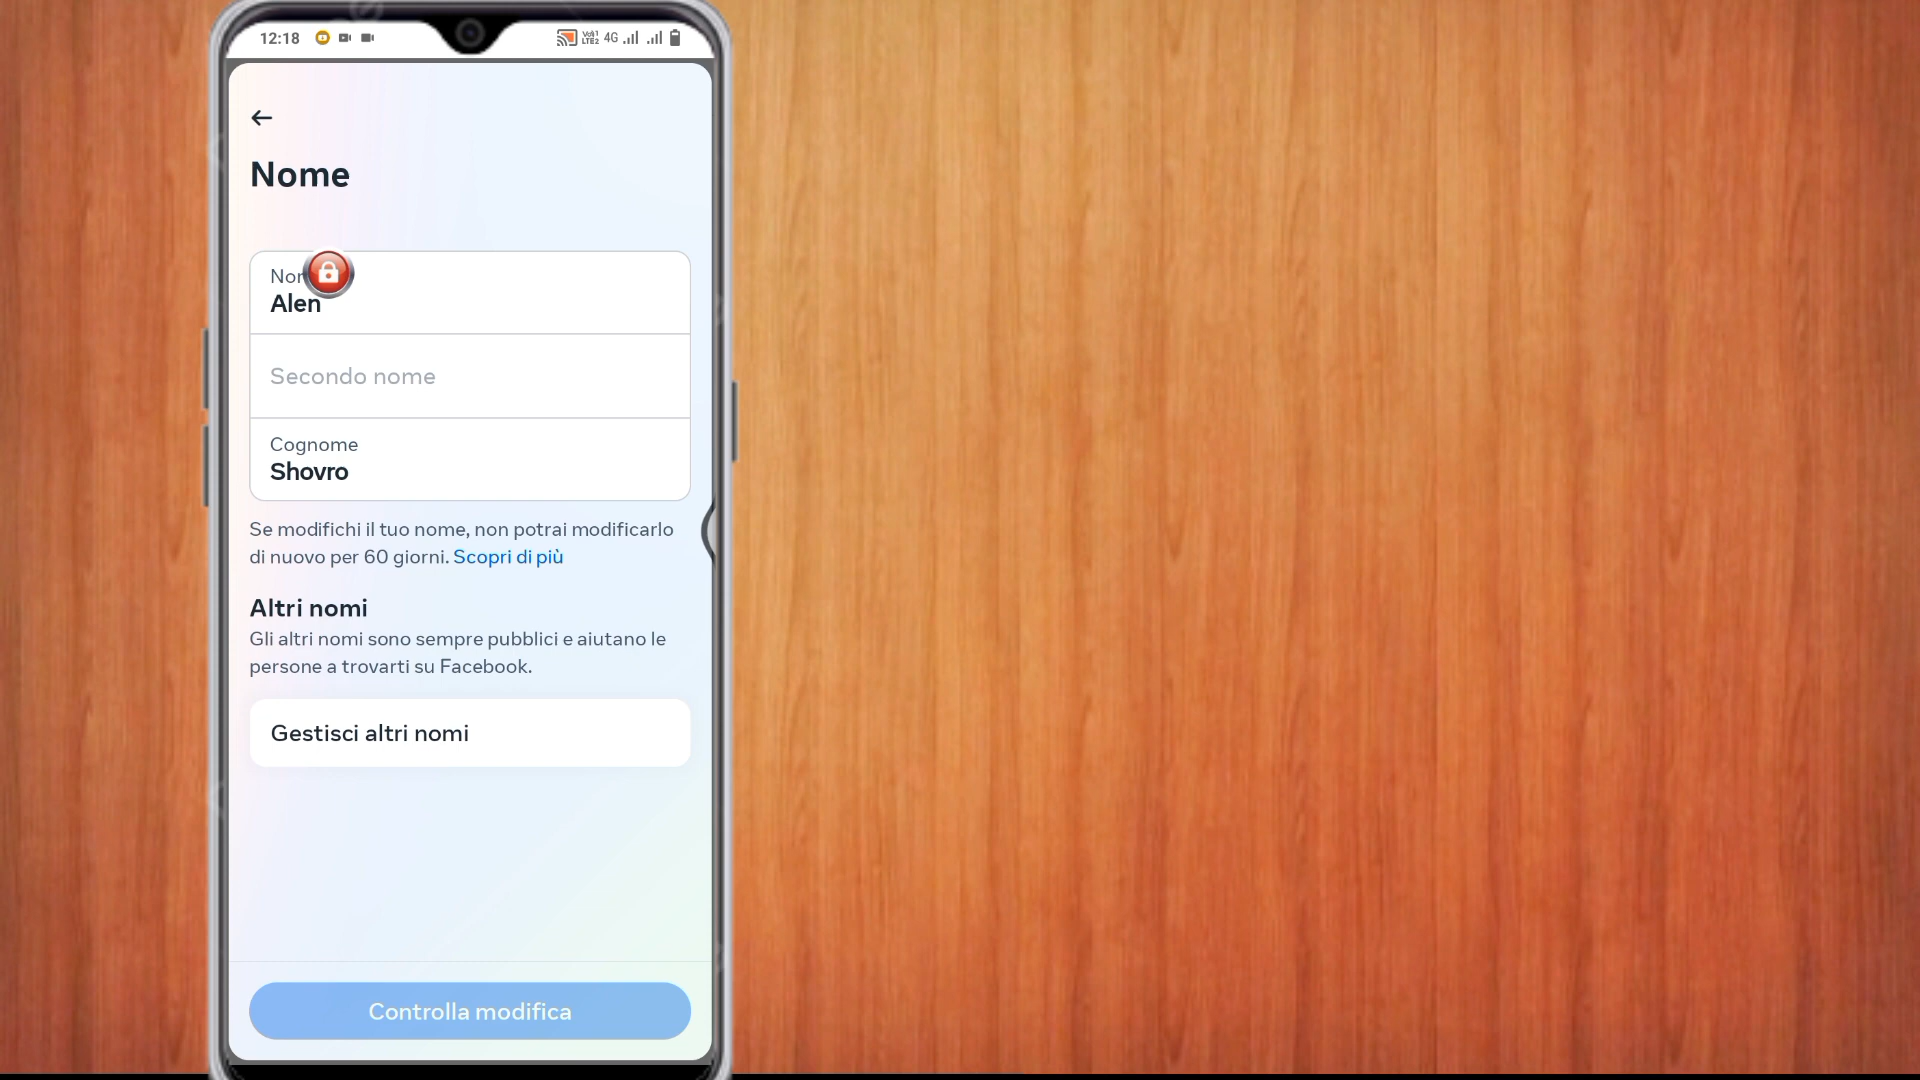 12:18
4G
Nome
Alen
Secondo nome
Cognome
Shovro
Se modifichi il tuo nome, non potrai modificarlo
di nuovo per 60 giorni. Scopri di più
Altri nomi
Gli altri nomi sono sempre pubblici e aiutano le
persone a trovarti su Facebook.
Gestisci altri nomi
Controlla modifica